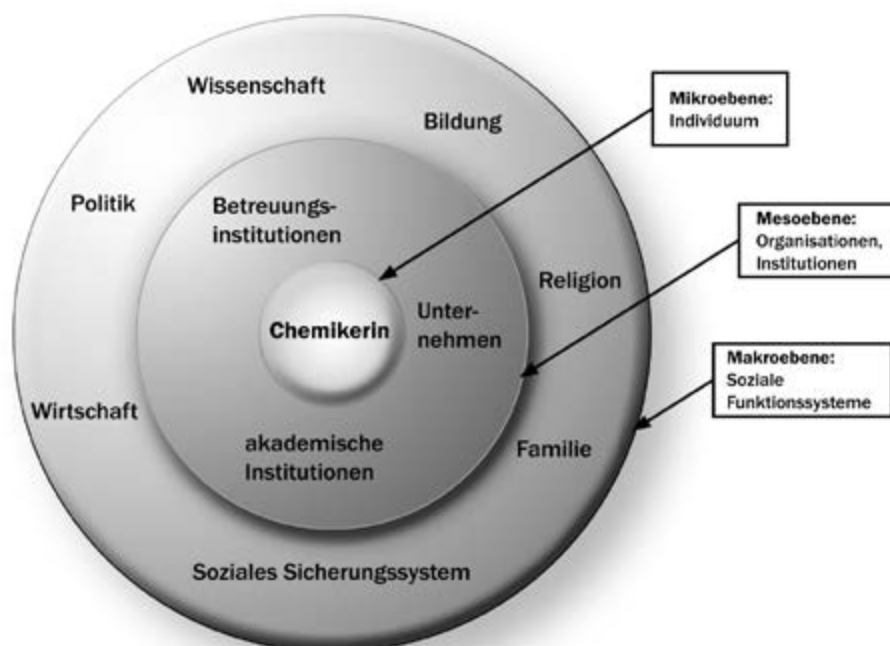 Wissenschaft
Bildung
Politik
Betreuungs-
institutionen
Religion
Chemikerin
Unter-
nehmen
Wirtschaft
akademische
Institutionen
Familie
Soziales Sicherungssystem
Mikroebene:
Individuum
Mesoebene:
Organisationen,
Institutionen
Makroebene:
Soziale
Funktionssysteme